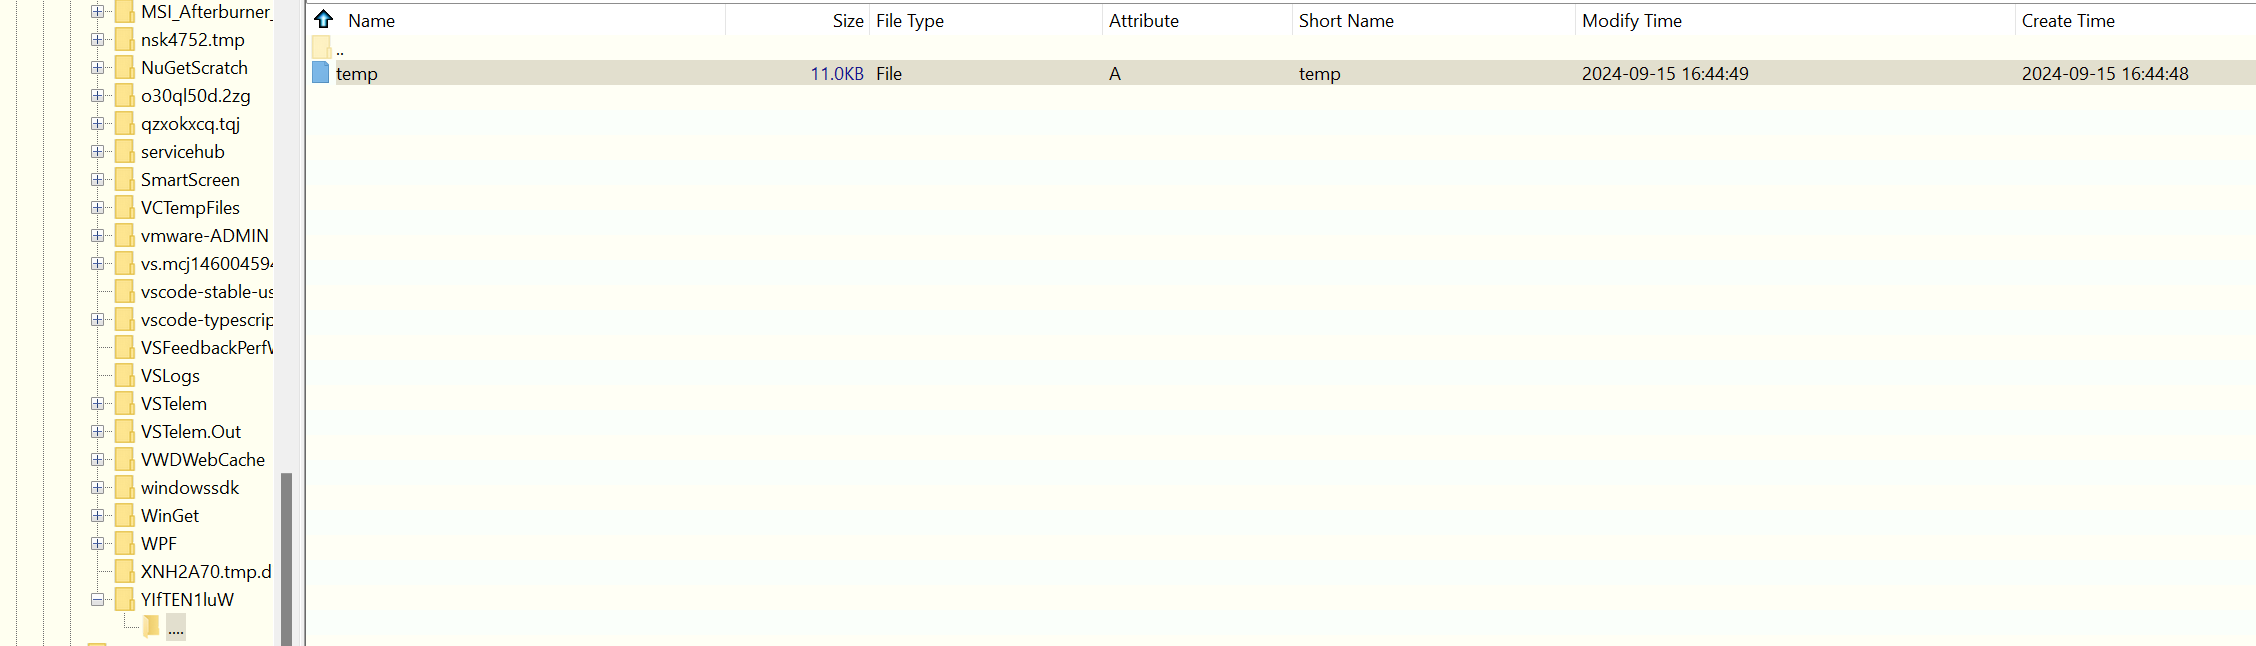 MSI_Afterburner_
nsk4752.tmp
NuGetScratch
o30ql50d.2zg
qzxokxcq.tqj
servicehub
SmartScreen
VCTempFiles
vmware-ADMIN
vs.mcj146004594
vscode-stable-us
vscode-typescrip
VSFeedbackPerfW
VSLogs
VSTelem
VSTelem.Out
VWDWebCache
windowssdk
WinGet
WPF
XNH2A70.tmp.d
YIfTEN1luW
....
Name Size File Type Attribute Short Name Modify Time Create Time
..
temp 11.0KB File A temp 2024-09-15 16:44:49 2024-09-15 16:44:48